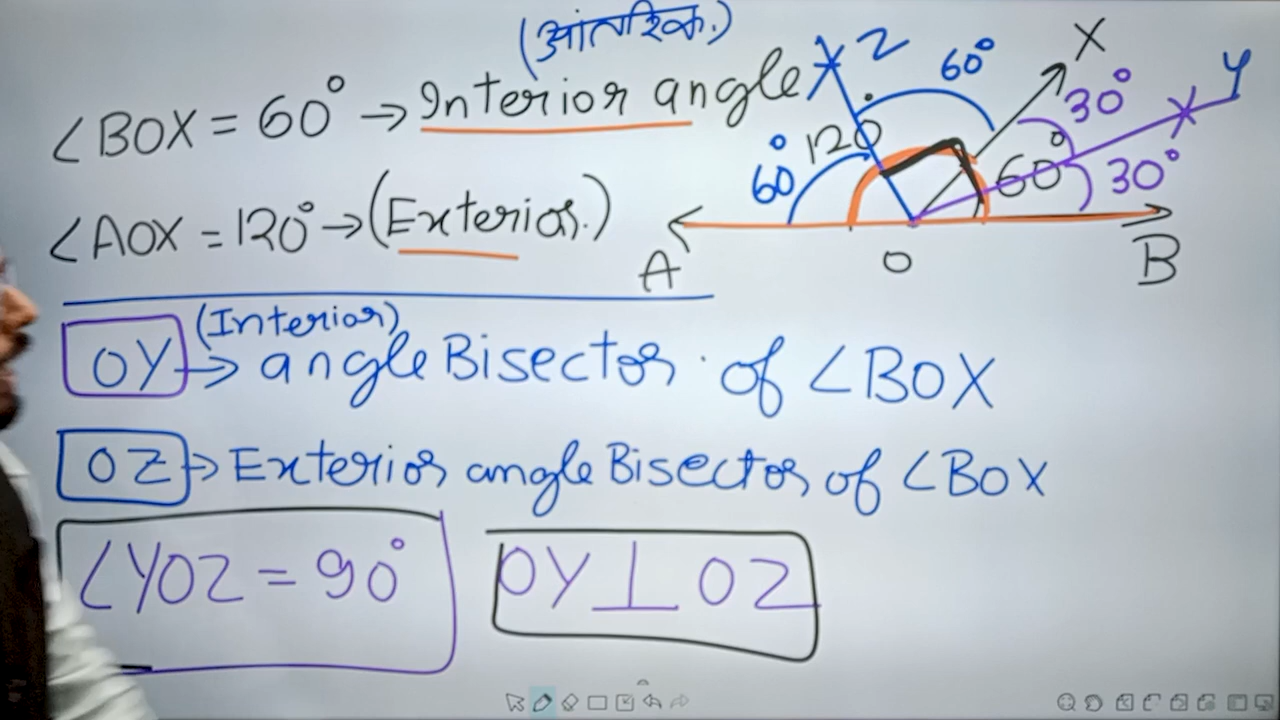 (आंतरिक.)
∠BOX = 60° → Interior angle
∠AOX = 120° → (Exterior.)
Z
60°
X
30°
Y
120°
60°
60°
30°
A
O
B
(Interior)
OY → angle Bisector of ∠BOX
OZ → Exterior angle Bisector of ∠BOX
∠YOZ = 90°
OY ⊥ OZ